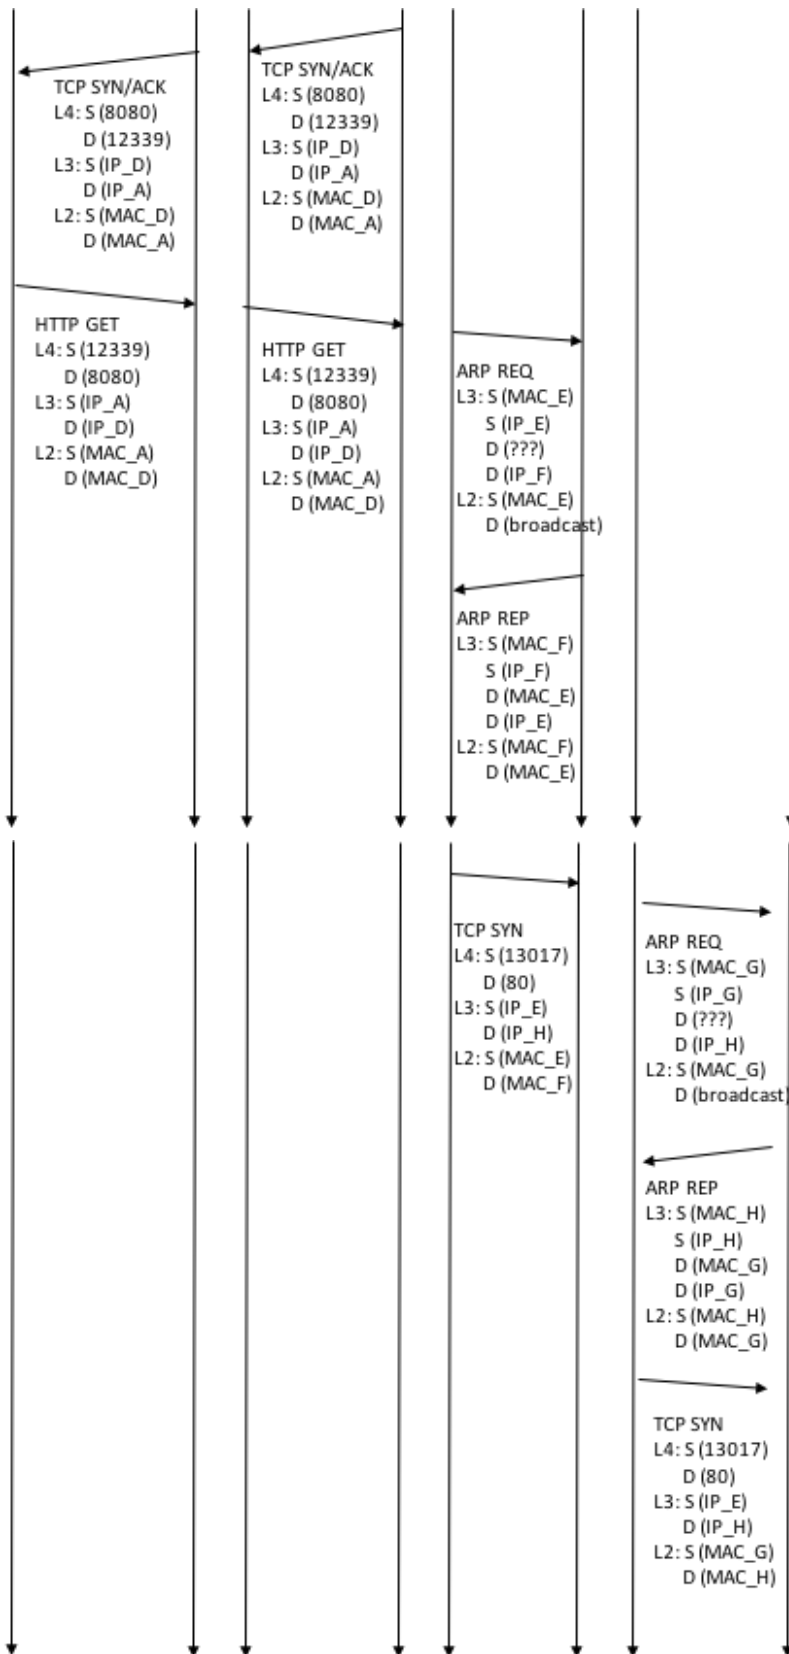 TCP SYN/ACK
L4: S (8080)
D (12339)
L3: S (IP_D)
D (IP_A)
L2: S (MAC_D)
D (MAC_A)
TCP SYN/ACK
L4: S (8080)
D (12339)
L3: S (IP_D)
D (IP_A)
L2: S (MAC_D)
D (MAC_A)
HTTP GET
L4: S (12339)
D (8080)
L3: S (IP_A)
D (IP_D)
L2: S (MAC_A)
D (MAC_D)
HTTP GET
L4: S (12339)
D (8080)
L3: S (IP_A)
D (IP_D)
L2: S (MAC_A)
D (MAC_D)
ARP REQ
L3: S (MAC_E)
S (IP_E)
D (???)
D (IP_F)
L2: S (MAC_E)
D (broadcast)
ARP REP
L3: S (MAC_F)
S (IP_F)
D (MAC_E)
D (IP_E)
L2: S (MAC_F)
D (MAC_E)
TCP SYN
L4: S (13017)
D (80)
L3: S (IP_E)
D (IP_H)
L2: S (MAC_E)
D (MAC_F)
ARP REQ
L3: S (MAC_G)
S (IP_G)
D (???)
D (IP_H)
L2: S (MAC_G)
D (broadcast)
ARP REP
L3: S (MAC_H)
S (IP_H)
D (MAC_G)
D (IP_G)
L2: S (MAC_H)
D (MAC_G)
TCP SYN
L4: S (13017)
D (80)
L3: S (IP_E)
D (IP_H)
L2: S (MAC_G)
D (MAC_H)